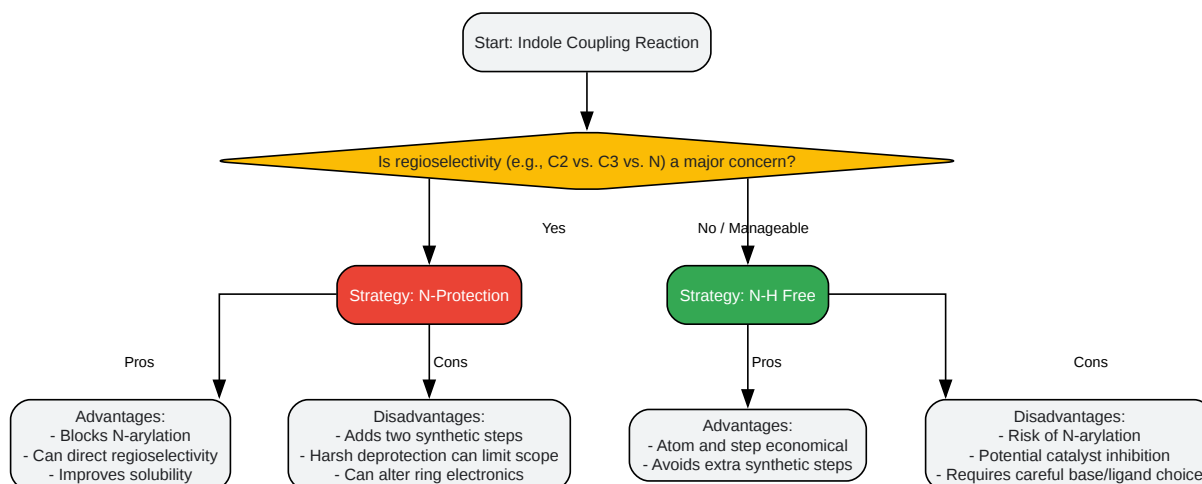 Start: Indole Coupling Reaction
Is regioselectivity (e.g., C2 vs. C3 vs. N) a major concern?
Yes
No / Manageable
Strategy: N-Protection
Strategy: N-H Free
Pros
Cons
Pros
Cons
Advantages:
- Blocks N-arylation
- Can direct regioselectivity
- Improves solubility
Disadvantages:
- Adds two synthetic steps
- Harsh deprotection can limit scope
- Can alter ring electronics
Advantages:
- Atom and step economical
- Avoids extra synthetic steps
Disadvantages:
- Risk of N-arylation
- Potential catalyst inhibition
- Requires careful base/ligand choice